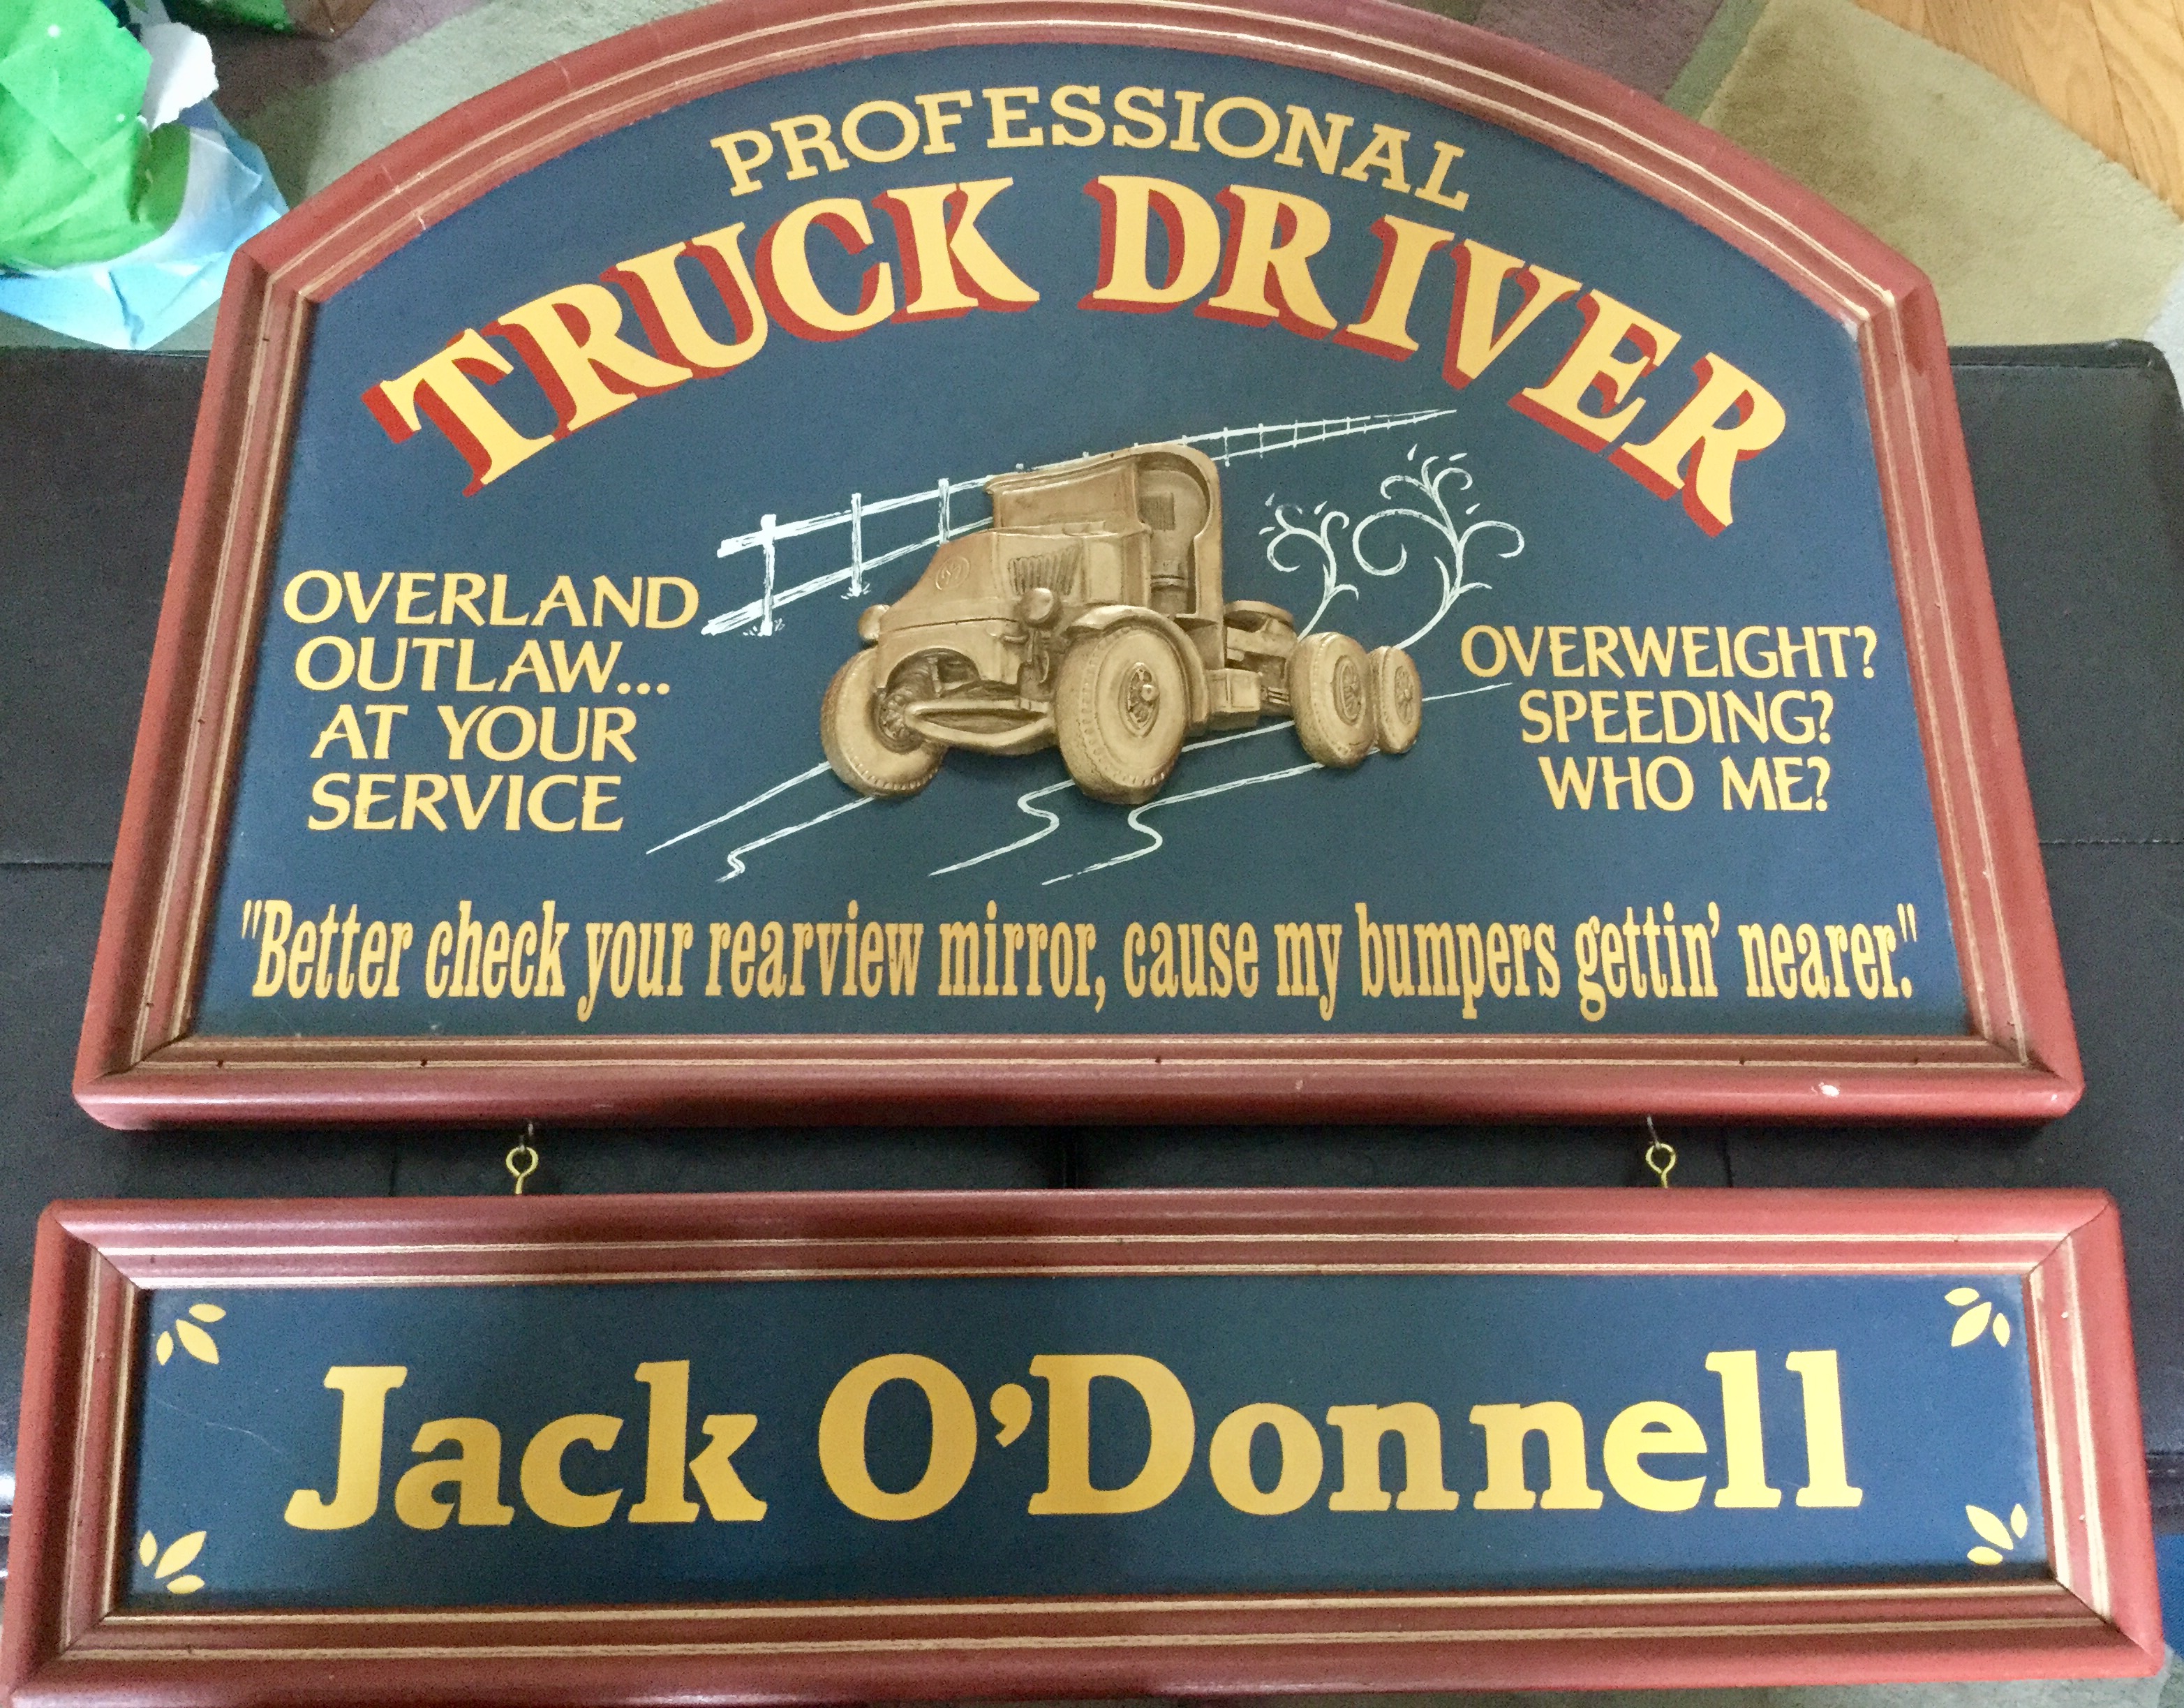 PROFESSIONAL
TRUCK DRIVER
OVERLAND
OUTLAW...
AT YOUR
SERVICE
OVERWEIGHT?
SPEEDING?
WHO ME?
"Better check your rearview mirror, cause my bumpers gettin' nearer."
Jack O'Donnell